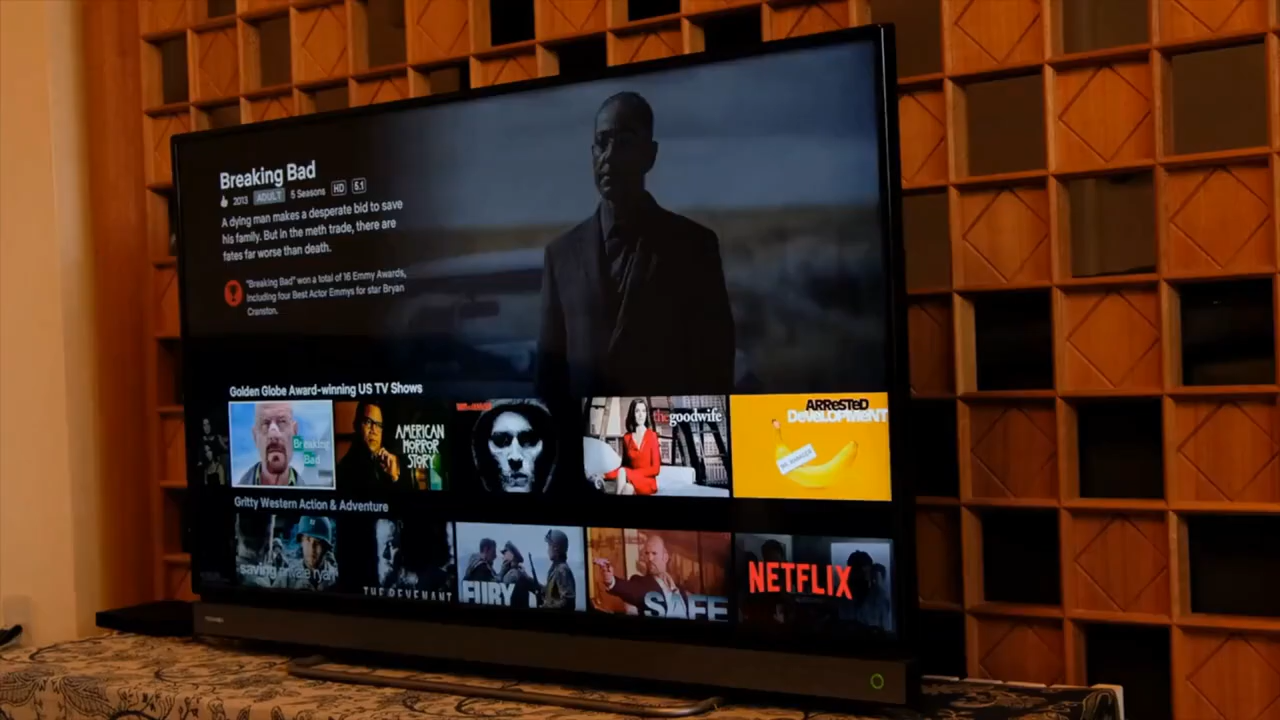 Breaking Bad
2013 ADULT 5 Seasons HD 5.1
A dying man makes a desperate bid to save
his family. But in the meth trade, there are
fates far worse than death.
"Breaking Bad" won a total of 16 Emmy Awards,
including four Best Actor Emmys for star Bryan
Cranston.
Golden Globe Award-winning US TV Shows
Breaking
Bad
AMERICAN
HORROR
STORY
thegoodwife
ARResTeD
DeveLOPMENT
MR. MANAGER
Gritty Western Action & Adventure
saving private ryan
THE REVENANT
FURY
SAFE
NETFLIX
TOSHIBA